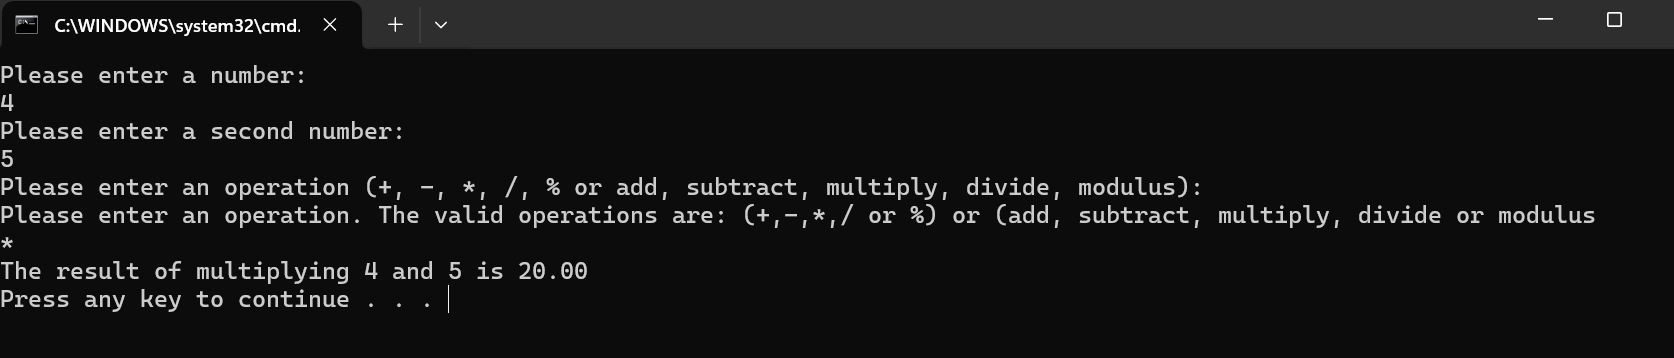 C:\WINDOWS\system32\cmd.
Please enter a number:
4
Please enter a second number:
5
Please enter an operation (+, -, *, /, % or add, subtract, multiply, divide, modulus):
Please enter an operation. The valid operations are: (+,-,*,/ or %) or (add, subtract, multiply, divide or modulus
*
The result of multiplying 4 and 5 is 20.00
Press any key to continue . . .